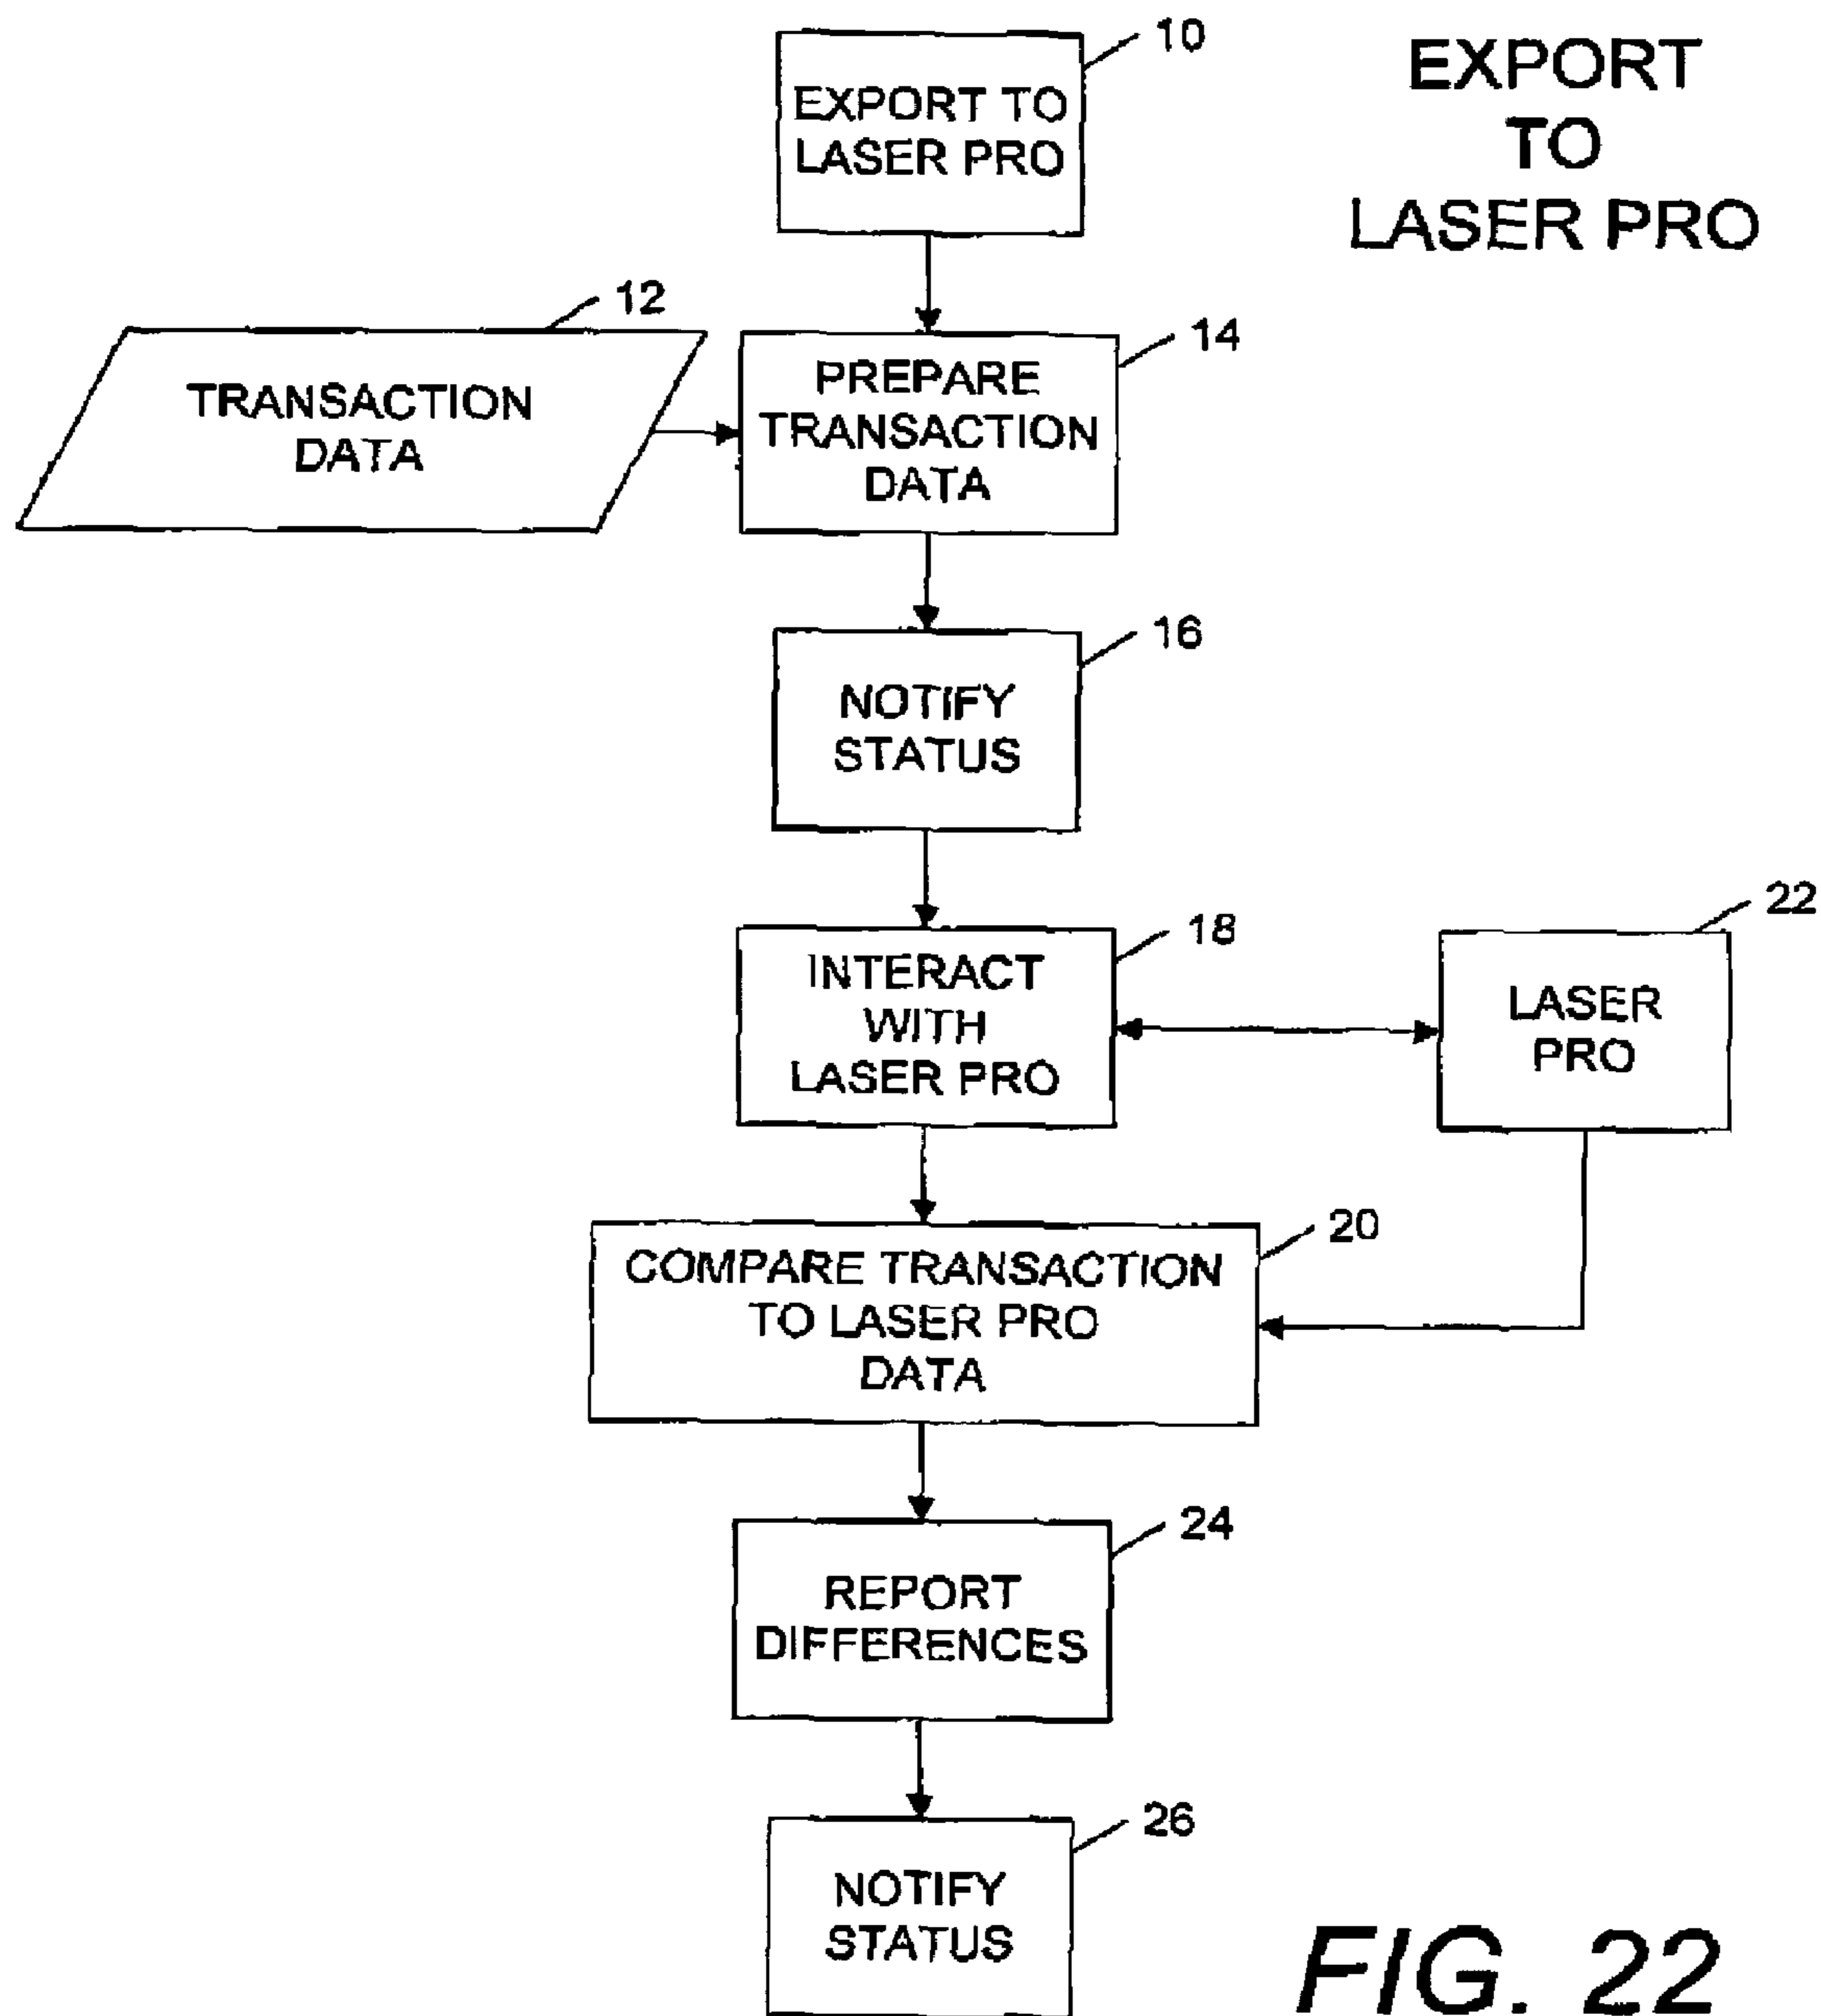 10
EXPORT TO
LASER PRO
EXPORT
TO
LASER PRO
12
TRANSACTION
DATA
14
PREPARE
TRANSACTION
DATA
16
NOTIFY
STATUS
18
INTERACT
WITH
LASER PRO
22
LASER
PRO
20
COMPARE TRANSACTION
TO LASER PRO
DATA
24
REPORT
DIFFERENCES
26
NOTIFY
STATUS
FIG. 22